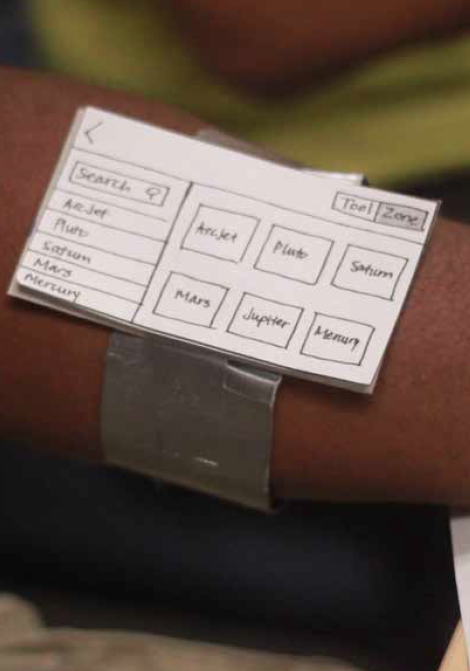 <
Search
Tool Zone
ArcJet
Pluto
Saturn
Mars
Mercury
ArcJet Pluto Saturn
Mars Jupiter Mercury